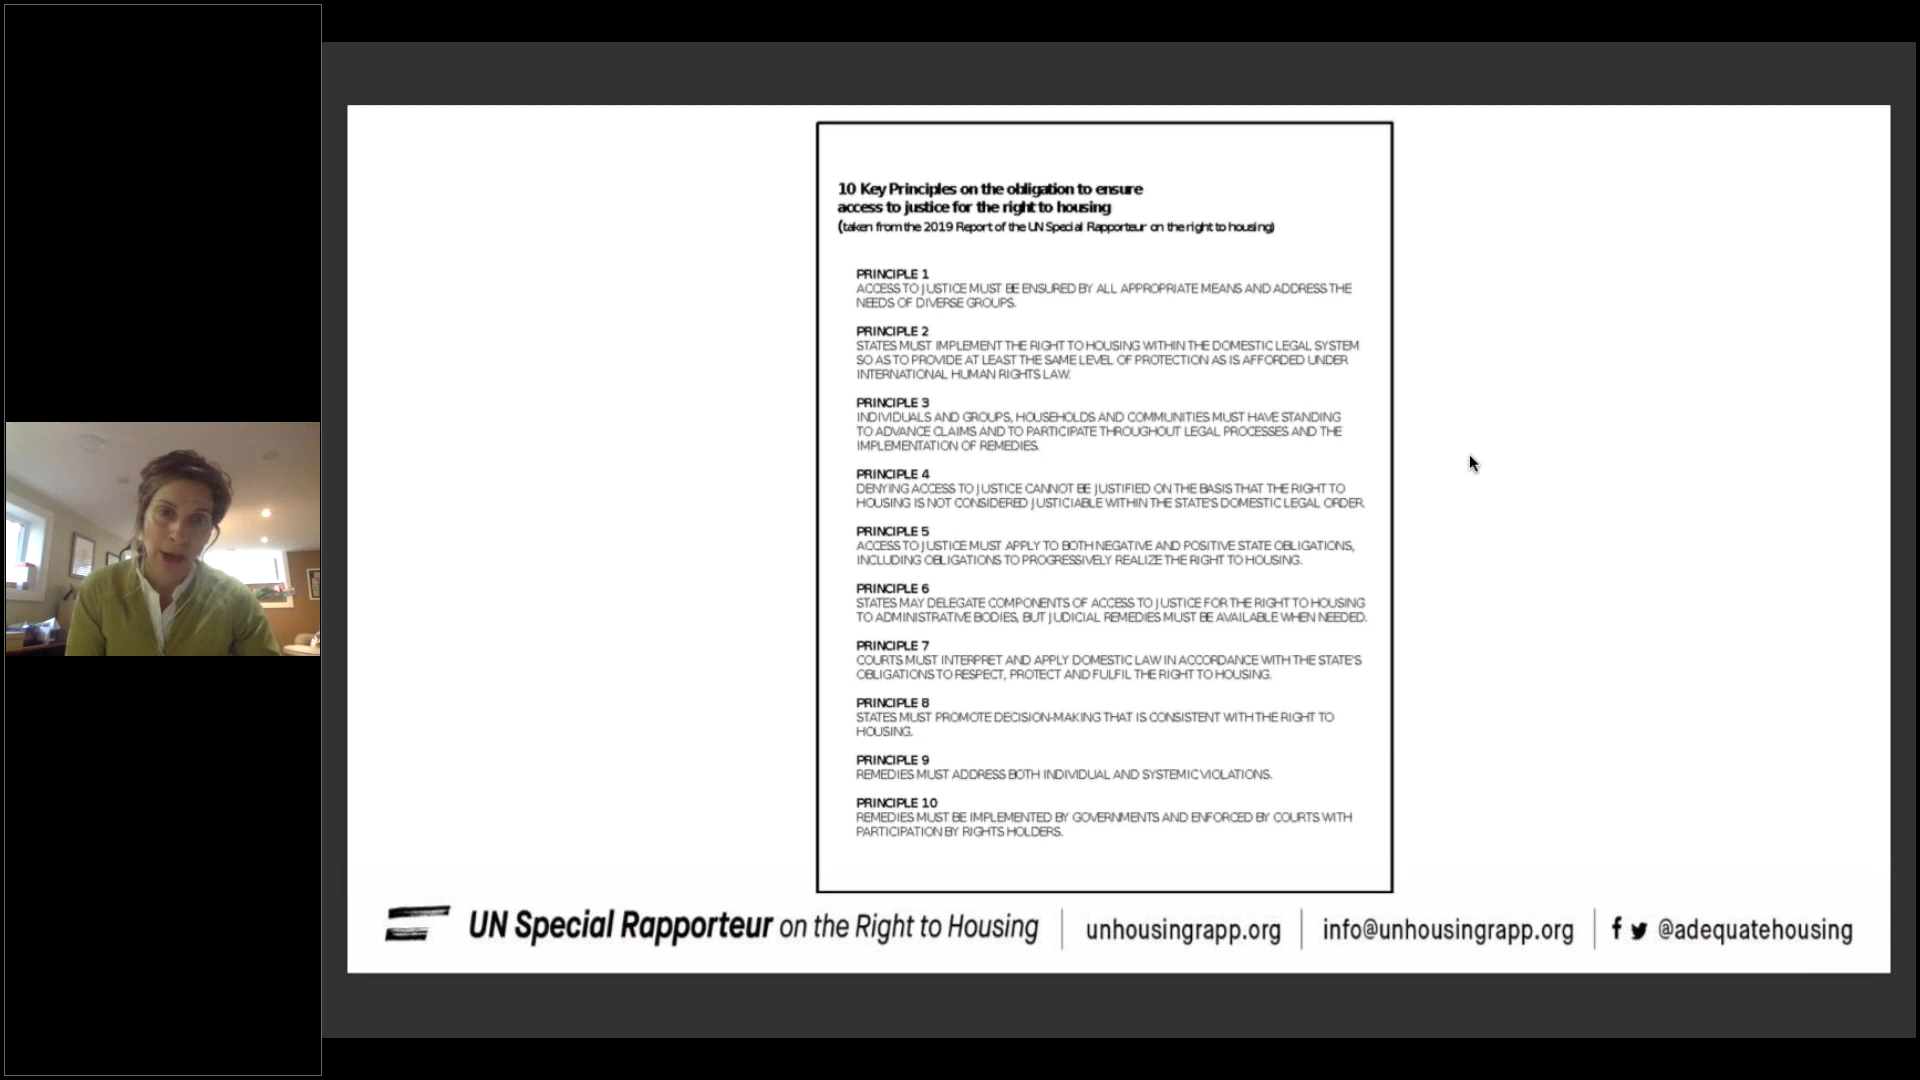 10 Key Principles on the obligation to ensure
access to justice for the right to housing
(taken from the 2019 Report of the UN Special Rapporteur on the right to housing)
PRINCIPLE 1
ACCESS TO JUSTICE MUST BE ENSURED BY ALL APPROPRIATE MEANS AND ADDRESS THE
NEEDS OF DIVERSE GROUPS.
PRINCIPLE 2
STATES MUST IMPLEMENT THE RIGHT TO HOUSING WITHIN THE DOMESTIC LEGAL SYSTEM
SO AS TO PROVIDE AT LEAST THE SAME LEVEL OF PROTECTION AS IS AFFORDED UNDER
INTERNATIONAL HUMAN RIGHTS LAW.
PRINCIPLE 3
INDIVIDUALS AND GROUPS, HOUSEHOLDS AND COMMUNITIES MUST HAVE STANDING
TO ADVANCE CLAIMS AND TO PARTICIPATE THROUGHOUT LEGAL PROCESSES AND THE
IMPLEMENTATION OF REMEDIES.
PRINCIPLE 4
DENYING ACCESS TO JUSTICE CANNOT BE JUSTIFIED ON THE BASIS THAT THE RIGHT TO
HOUSING IS NOT CONSIDERED JUSTICIABLE WITHIN THE STATE'S DOMESTIC LEGAL ORDER.
PRINCIPLE 5
ACCESS TO JUSTICE MUST APPLY TO BOTH NEGATIVE AND POSITIVE STATE OBLIGATIONS,
INCLUDING OBLIGATIONS TO PROGRESSIVELY REALIZE THE RIGHT TO HOUSING.
PRINCIPLE 6
STATES MAY DELEGATE COMPONENTS OF ACCESS TO JUSTICE FOR THE RIGHT TO HOUSING
TO ADMINISTRATIVE BODIES, BUT JUDICIAL REMEDIES MUST BE AVAILABLE WHEN NEEDED.
PRINCIPLE 7
COURTS MUST INTERPRET AND APPLY DOMESTIC LAW IN ACCORDANCE WITH THE STATE'S
OBLIGATIONS TO RESPECT, PROTECT AND FULFIL THE RIGHT TO HOUSING.
PRINCIPLE 8
STATES MUST PROMOTE DECISION-MAKING THAT IS CONSISTENT WITH THE RIGHT TO
HOUSING.
PRINCIPLE 9
REMEDIES MUST ADDRESS BOTH INDIVIDUAL AND SYSTEMIC VIOLATIONS.
PRINCIPLE 10
REMEDIES MUST BE IMPLEMENTED BY GOVERNMENTS AND ENFORCED BY COURTS WITH
PARTICIPATION BY RIGHTS HOLDERS.
UN Special Rapporteur on the Right to Housing
unhousingrapp.org
info@unhousingrapp.org
@adequatehousing